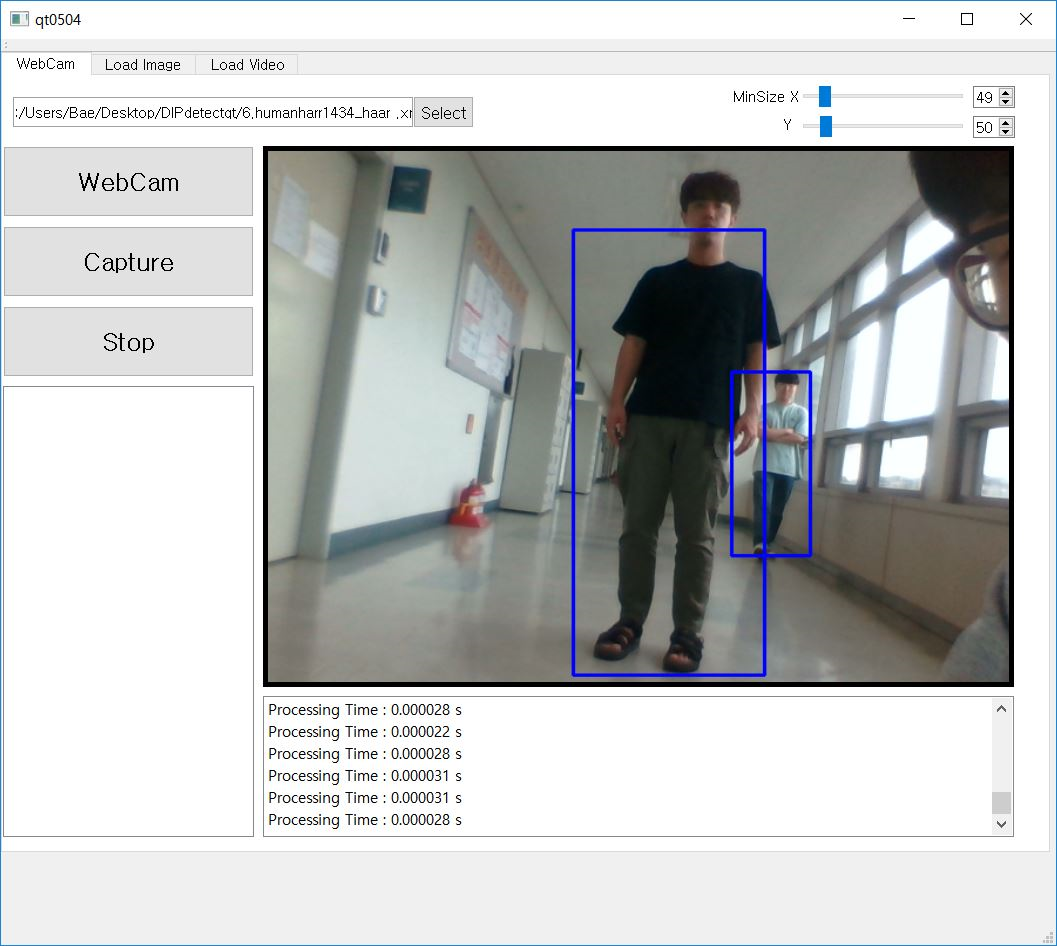 qt0504
WebCam
Load Image
Load Video
:/Users/Bae/Desktop/DIPdetectqt/6.humanharr1434_haar .xr
Select
MinSize X
49
Y
50
WebCam
Capture
Stop
Processing Time : 0.000028 s
Processing Time : 0.000022 s
Processing Time : 0.000028 s
Processing Time : 0.000031 s
Processing Time : 0.000031 s
Processing Time : 0.000028 s